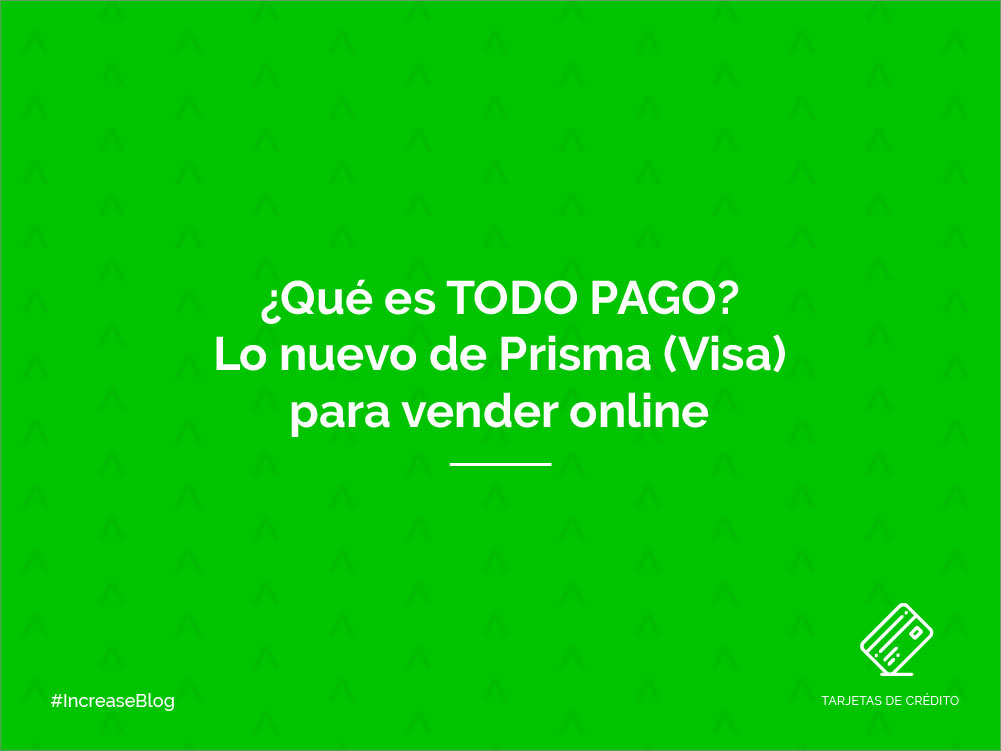 ¿Qué es TODO PAGO?
Lo nuevo de Prisma (Visa)
para vender online
#IncreaseBlog
TARJETAS DE CRÉDITO